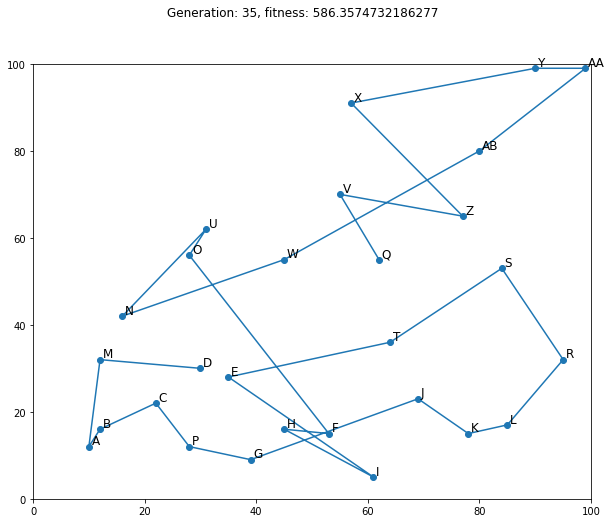 Generation: 35, fitness: 586.3574732186277
100
Y
AA
X
80
AB
V
Z
60
U
O
W
Q
S
40
N
T
M
D
E
R
20
C
J
B
H
F
K
L
A
P
G
I
0
0
20
40
60
80
100